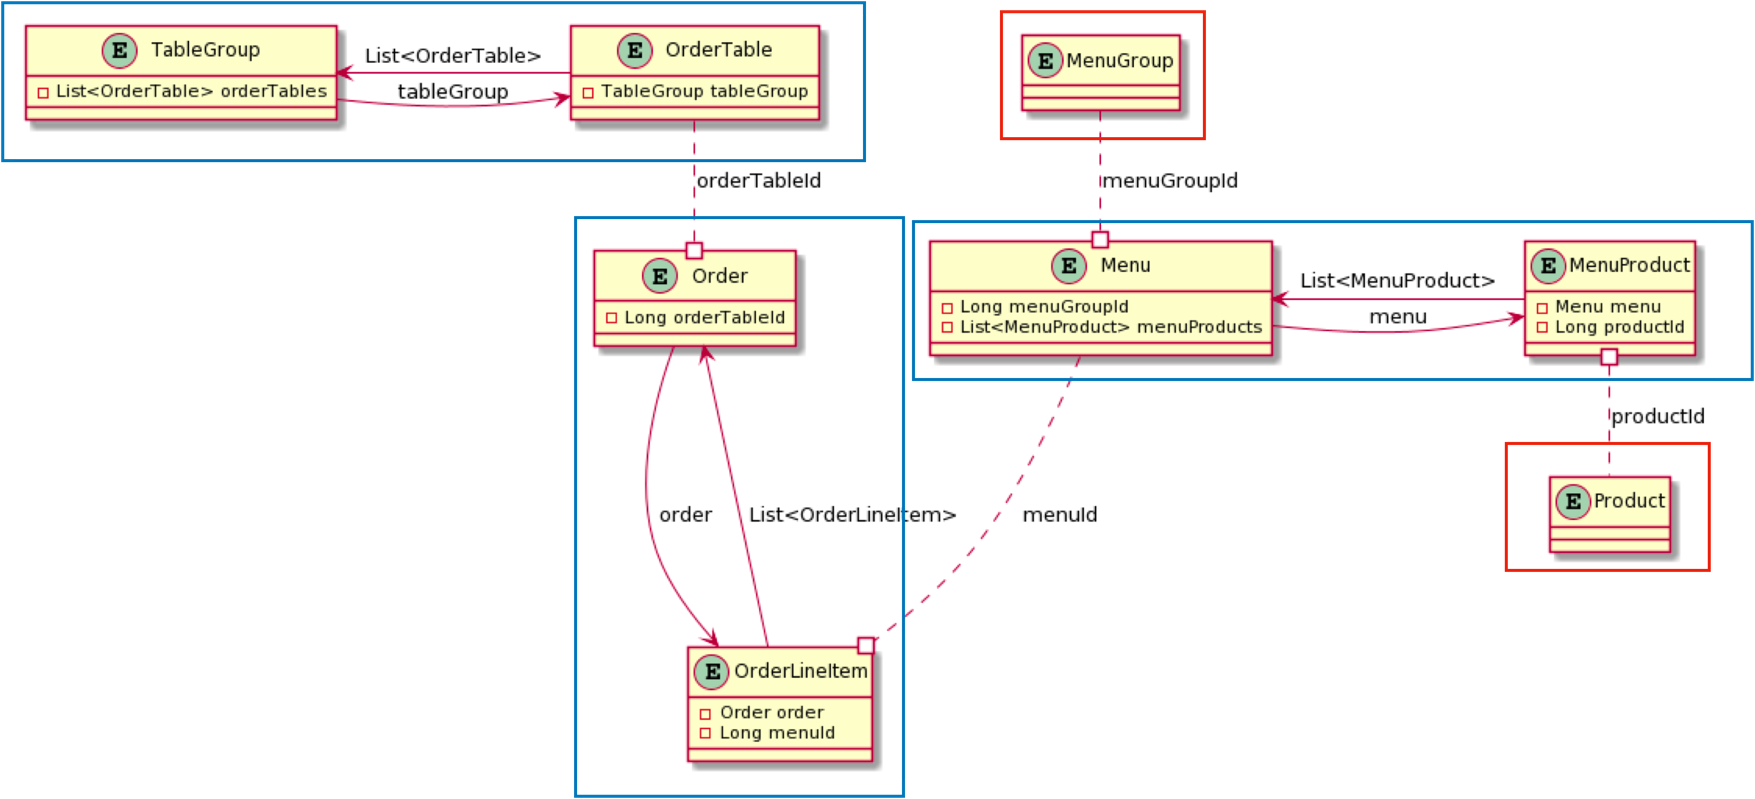 E TableGroup
List<OrderTable> orderTables
List<OrderTable>
tableGroup
E OrderTable
TableGroup tableGroup
E MenuGroup
orderTableId
menuGroupId
E Order
Long orderTableId
E Menu
Long menuGroupId
List<MenuProduct> menuProducts
List<MenuProduct>
menu
E MenuProduct
Menu menu
Long productId
productId
E Product
order
List<OrderLineItem>
menuId
E OrderLineItem
Order order
Long menuId